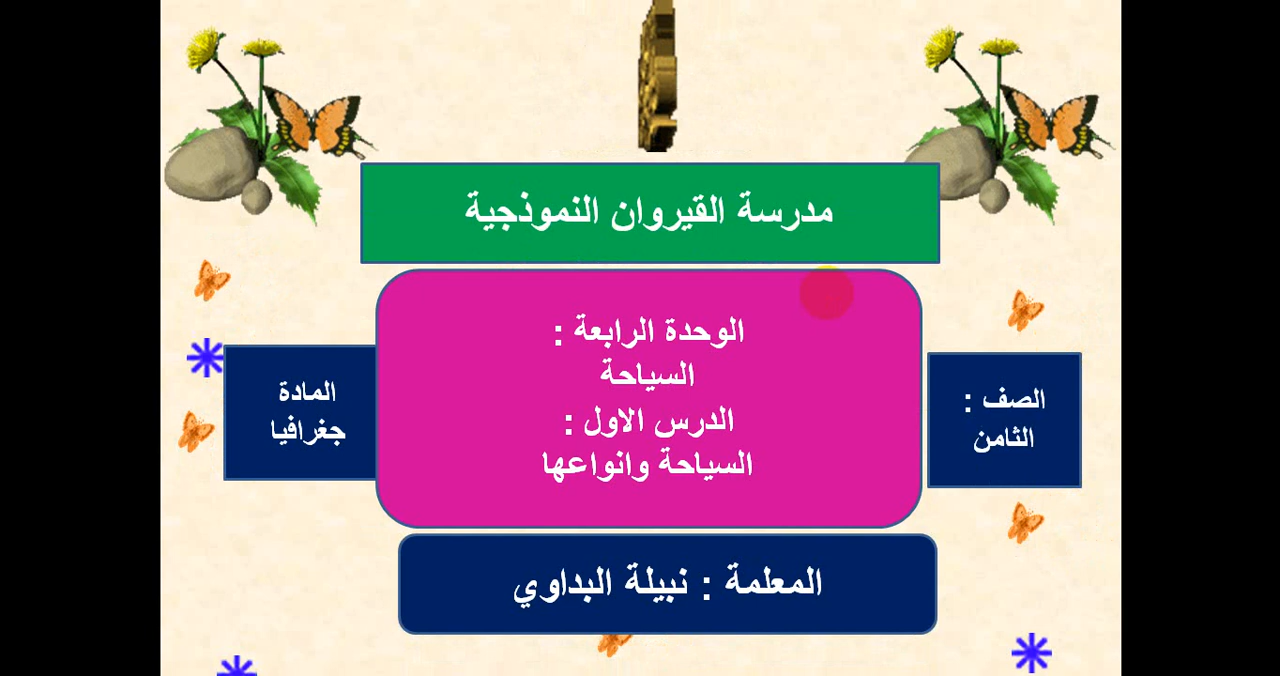 مدرسة القيروان النموذجية
الوحدة الرابعة :
السياحة
الدرس الاول :
السياحة وانواعها
الصف :
الثامن
المادة
جغرافيا
المعلمة : نبيلة البداوي